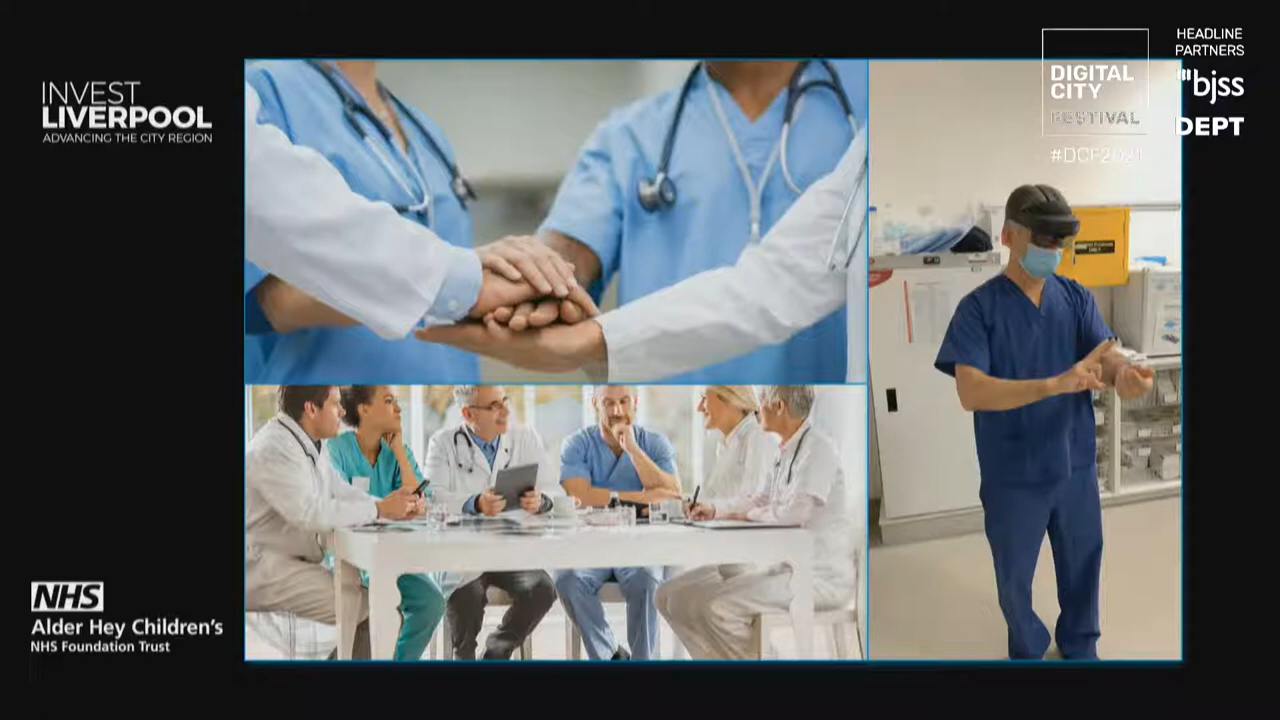 INVEST
LIVERPOOL
ADVANCING THE CITY REGION
DIGITAL
CITY
FESTIVAL
#DCF2021
HEADLINE
PARTNERS
bjss
DEPT
NHS
Alder Hey Children's
NHS Foundation Trust